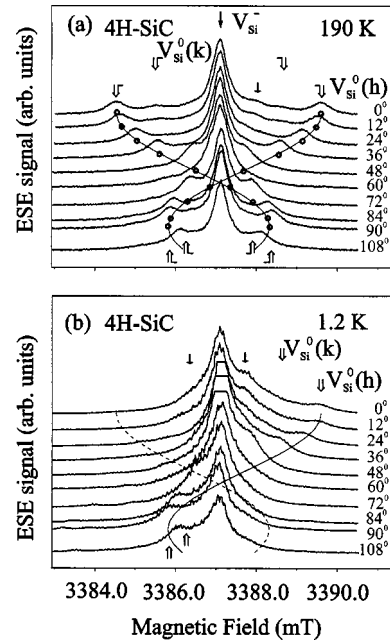 (a) 4H-SiC V_Si^- 190 K
V_Si^0(k)
V_Si^0(h)
0°
12°
24°
36°
48°
60°
72°
84°
90°
108°
ESE signal (arb. units)
(b) 4H-SiC 1.2 K
V_Si^0(k)
V_Si^0(h)
0°
12°
24°
36°
48°
60°
72°
84°
90°
108°
ESE signal (arb. units)
3384.0 3386.0 3388.0 3390.0
Magnetic Field (mT)